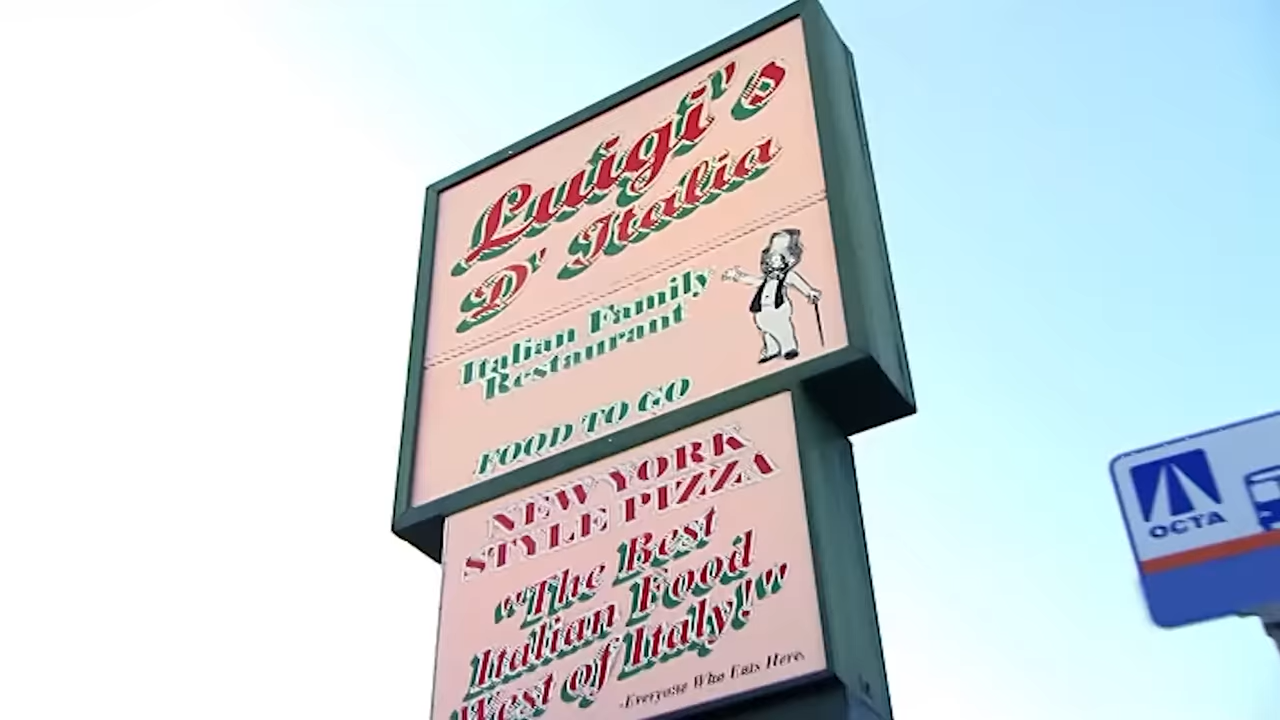 Luigi's
D' Italia
Italian Family
Restaurant
FOOD TO GO
NEW YORK
STYLE PIZZA
"The Best
Italian Food
West of Italy!"
-Everyone Who Eats Here.
OCTA